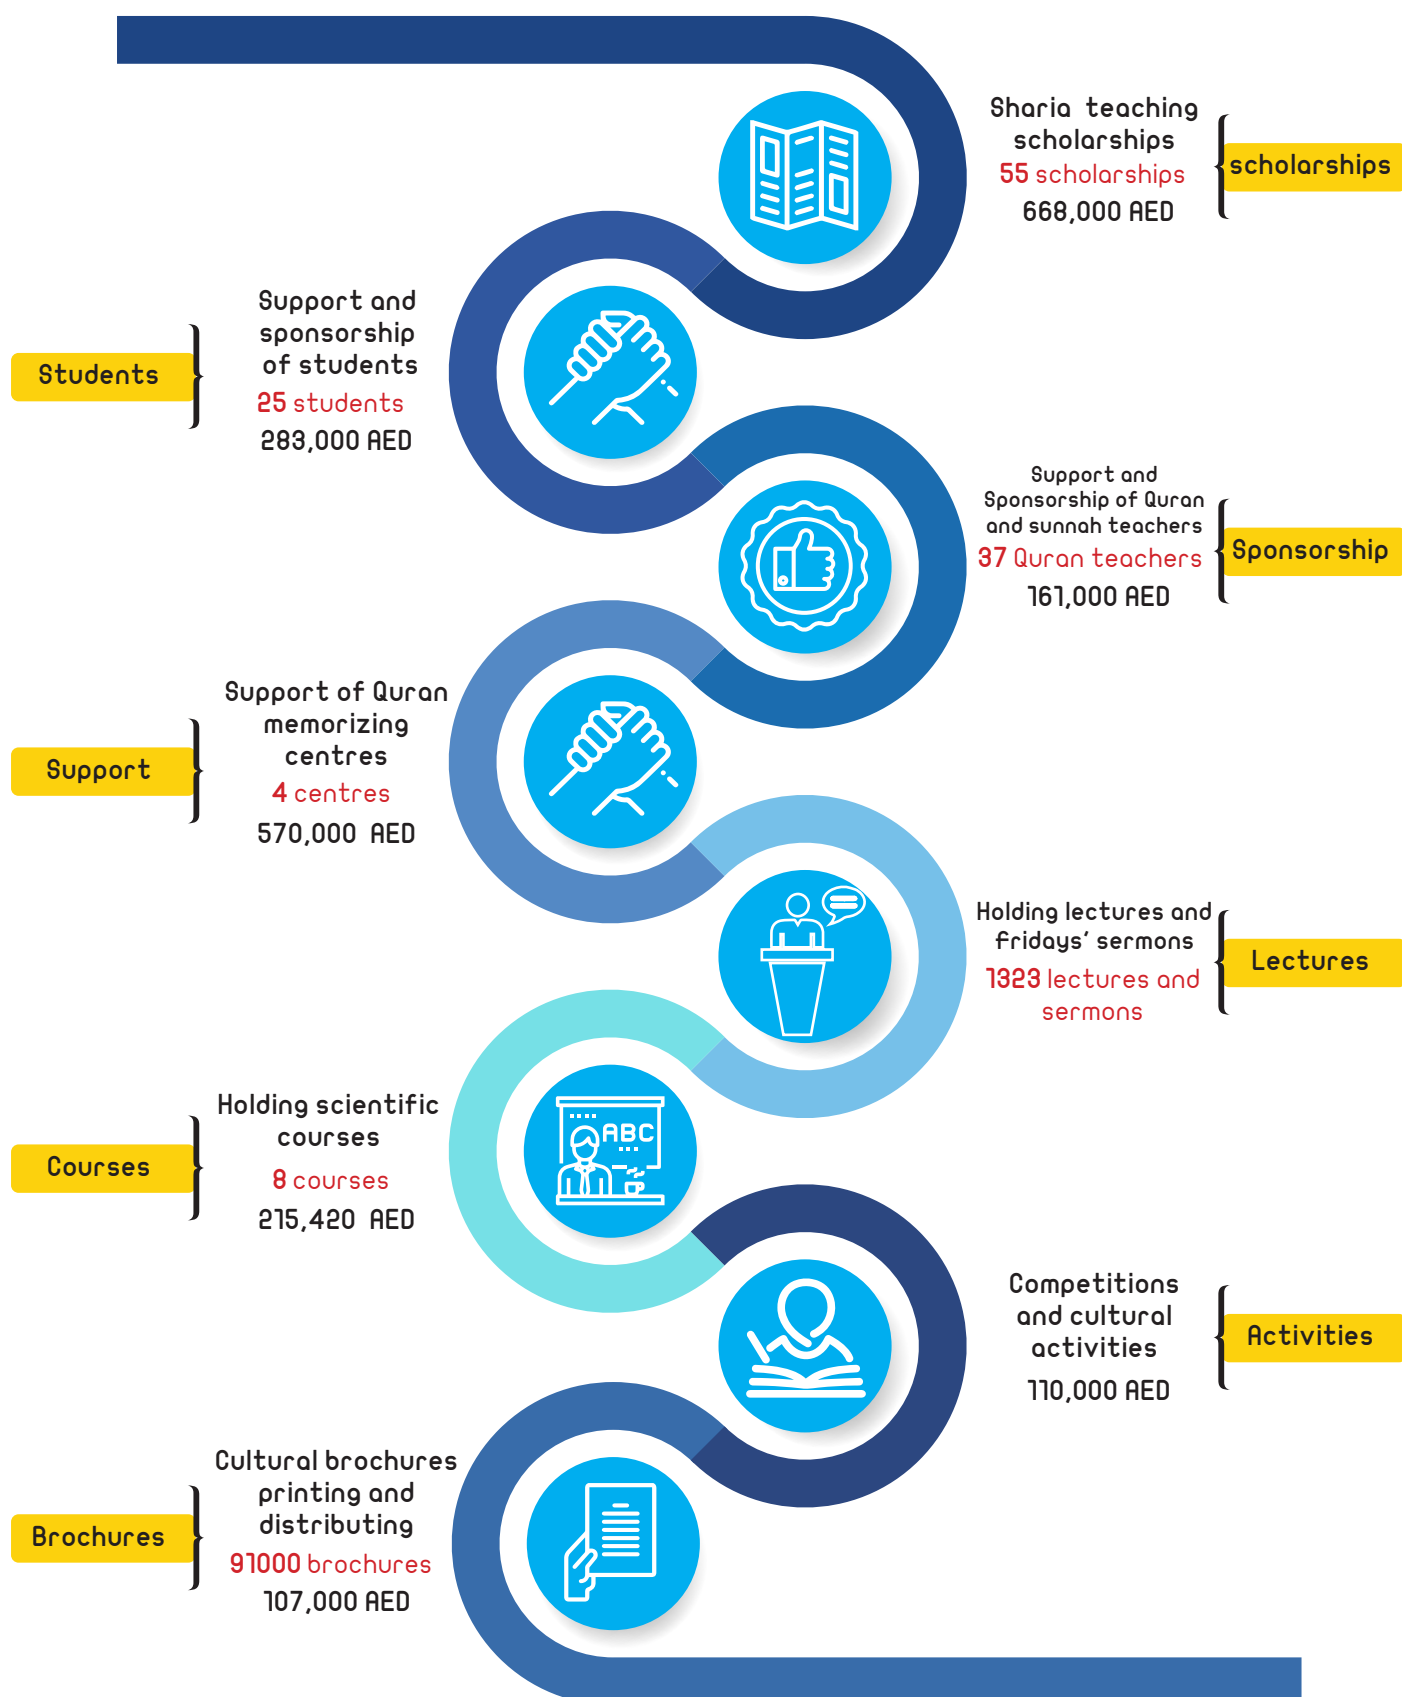 Sharia teaching
scholarships
55 scholarships
668,000 AED
scholarships
Students
Support and
sponsorship
of students
25 students
283,000 AED
Support and
Sponsorship of Quran
and sunnah teachers
37 Quran teachers
161,000 AED
Sponsorship
Support
Support of Quran
memorizing
centres
4 centres
570,000 AED
Holding lectures and
fridays' sermons
1323 lectures and
sermons
Lectures
Courses
Holding scientific
courses
8 courses
215,420 AED
ABC
Competitions
and cultural
activities
110,000 AED
Activities
Brochures
Cultural brochures
printing and
distributing
91000 brochures
107,000 AED